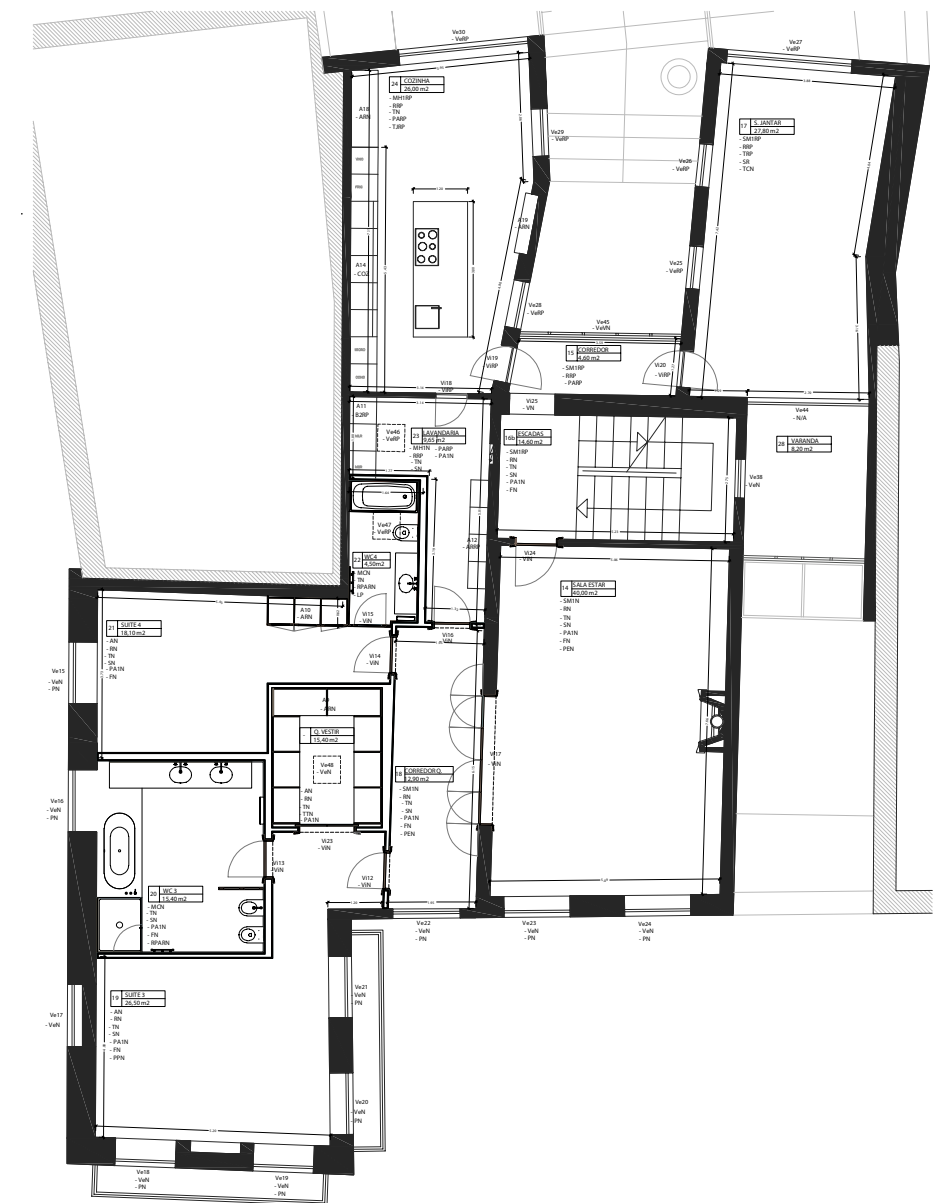 Ve30
- VeRP
Ve27
- VeRP
24 COZINHA
26,00 m2
- MH1RP
- RRP
- TN
- PARP
- TJRP
A18
- ARN
17 S. JANTAR
27,80 m2
- SM1RP
- RRP
- TRP
- SR
- TCN
Ve29
- VeRP
Ve26
- VeRP
A19
- ARN
A14
- COZ
Ve25
- VeRP
Ve28
- VeRP
Ve45
- VeVN
15 CORREDOR
4,60 m2
- SM1RP
- RRP
- PARP
Vi19
- ViRP
Vi20
- ViRP
Vi18
- ViRP
Vi25
- VN
A11
- B2RP
Ve46
- VeRP
23 LAVANDARIA
9,65 m2
- MH1N
- RRP
- TN
- SN
- PARP
- PA1N
16b ESCADAS
14,60 m2
- SM1RP
- RN
- TN
- SN
- PA1N
- FN
Ve44
- N/A
28 VARANDA
8,20 m2
Ve38
- VeN
Ve47
- VeRP
22 WC4
4,50m2
- MCN
- TN
- RPARN
- LP
A12
Vi24
- ViN
14 SALA ESTAR
40,00 m2
- SM1N
- RN
- TN
- SN
- PA1N
- FN
- PEN
A10
- ARN
Vi15
- ViN
Vi16
- ViN
21 SUITE 4
18,10 m2
- AN
- RN
- TN
- SN
- PA1N
- FN
Vi14
- ViN
Ve15
- VeN
- PN
- ARN
Q. VESTIR
15,40 m2
Ve48
- VeN
- AN
- RN
- TN
- TTN
- PA1N
18 CORREDOR Q.
12,90 m2
- SM1N
- RN
- TN
- SN
- PA1N
- FN
- PEN
Vi17
- ViN
Ve16
- VeN
- PN
Vi23
- ViN
Vi13
- ViN
Vi12
- ViN
20 WC 3
15,40 m2
- MCN
- TN
- SN
- PA1N
- FN
- RPARN
Ve22
- VeN
- PN
Ve23
- VeN
- PN
Ve24
- VeN
- PN
19 SUITE 3
26,50 m2
- AN
- RN
- TN
- SN
- PA1N
- FN
- PPN
Ve21
- VeN
- PN
Ve17
- VeN
Ve20
- VeN
- PN
Ve18
- VeN
- PN
Ve19
- VeN
- PN